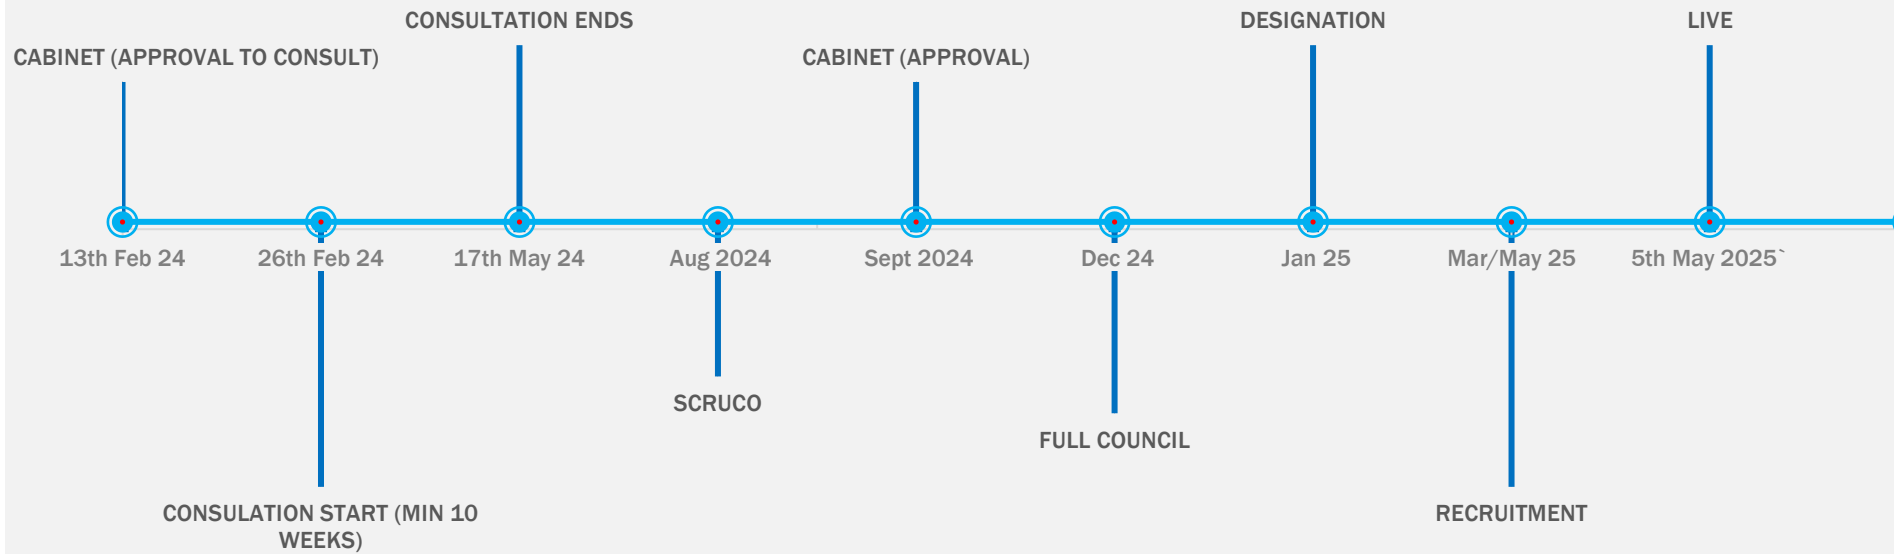 CONSULTATION ENDS
DESIGNATION
LIVE
CABINET (APPROVAL TO CONSULT)
CABINET (APPROVAL)
13th Feb 24
26th Feb 24
17th May 24
Aug 2024
Sept 2024
Dec 24
Jan 25
Mar/May 25
5th May 2025`
SCRUCO
FULL COUNCIL
CONSULATION START (MIN 10
WEEKS)
RECRUITMENT